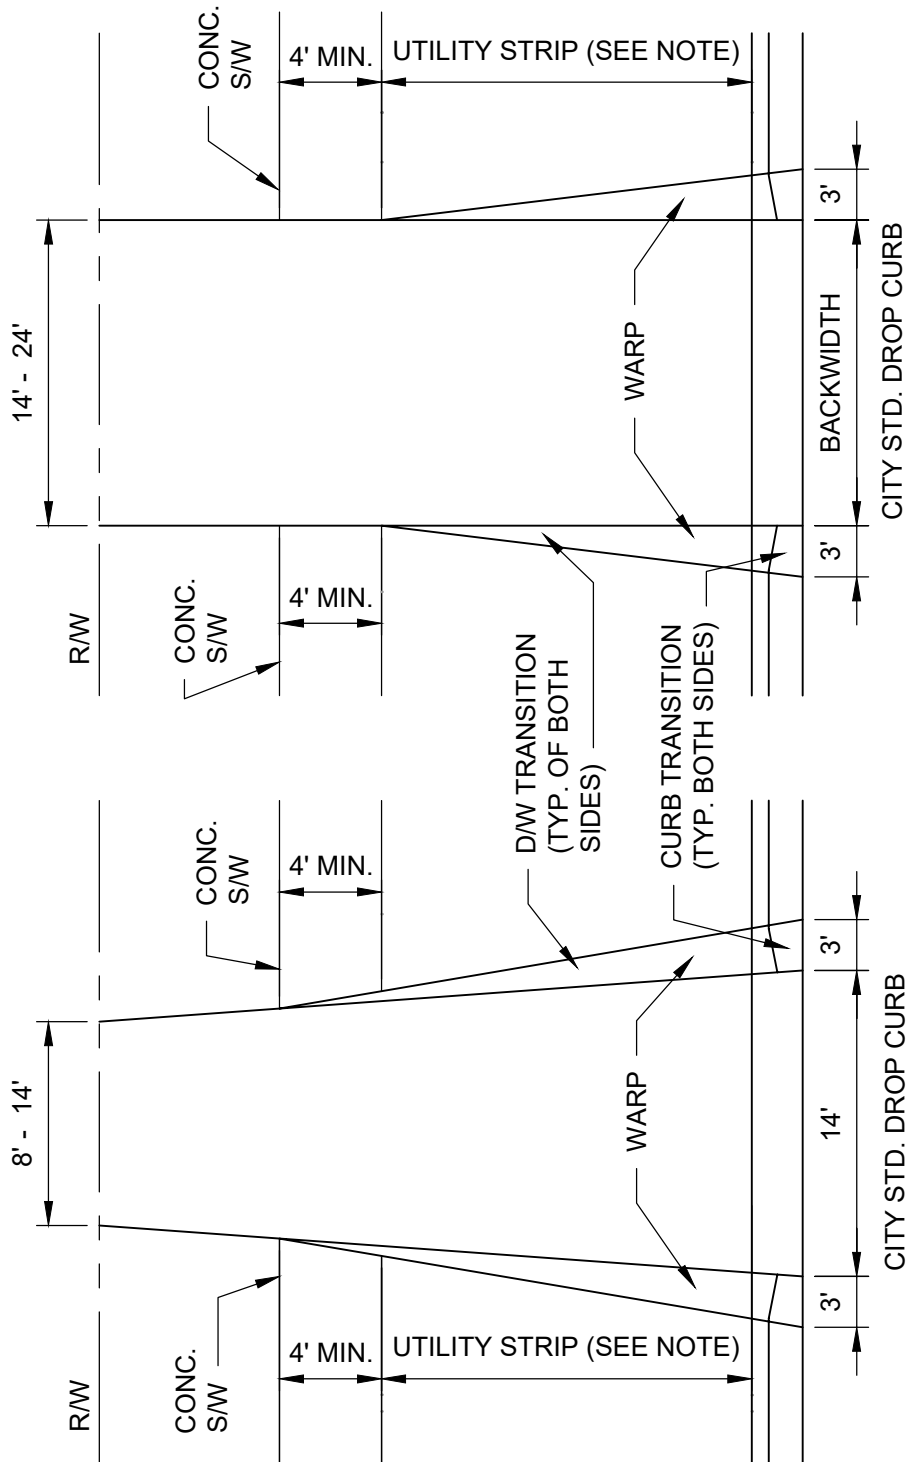 CONC.
S/W
4' MIN.
UTILITY STRIP (SEE NOTE)
14' - 24'
3'
WARP
BACKWIDTH
CITY STD. DROP CURB
3'
R/W
CONC.
S/W
4' MIN.
D/W TRANSITION
(TYP. OF BOTH
SIDES)
CURB TRANSITION
(TYP. BOTH SIDES)
CONC.
S/W
4' MIN.
8' - 14'
3'
WARP
14'
CITY STD. DROP CURB
3'
R/W
CONC.
S/W
4' MIN.
UTILITY STRIP (SEE NOTE)